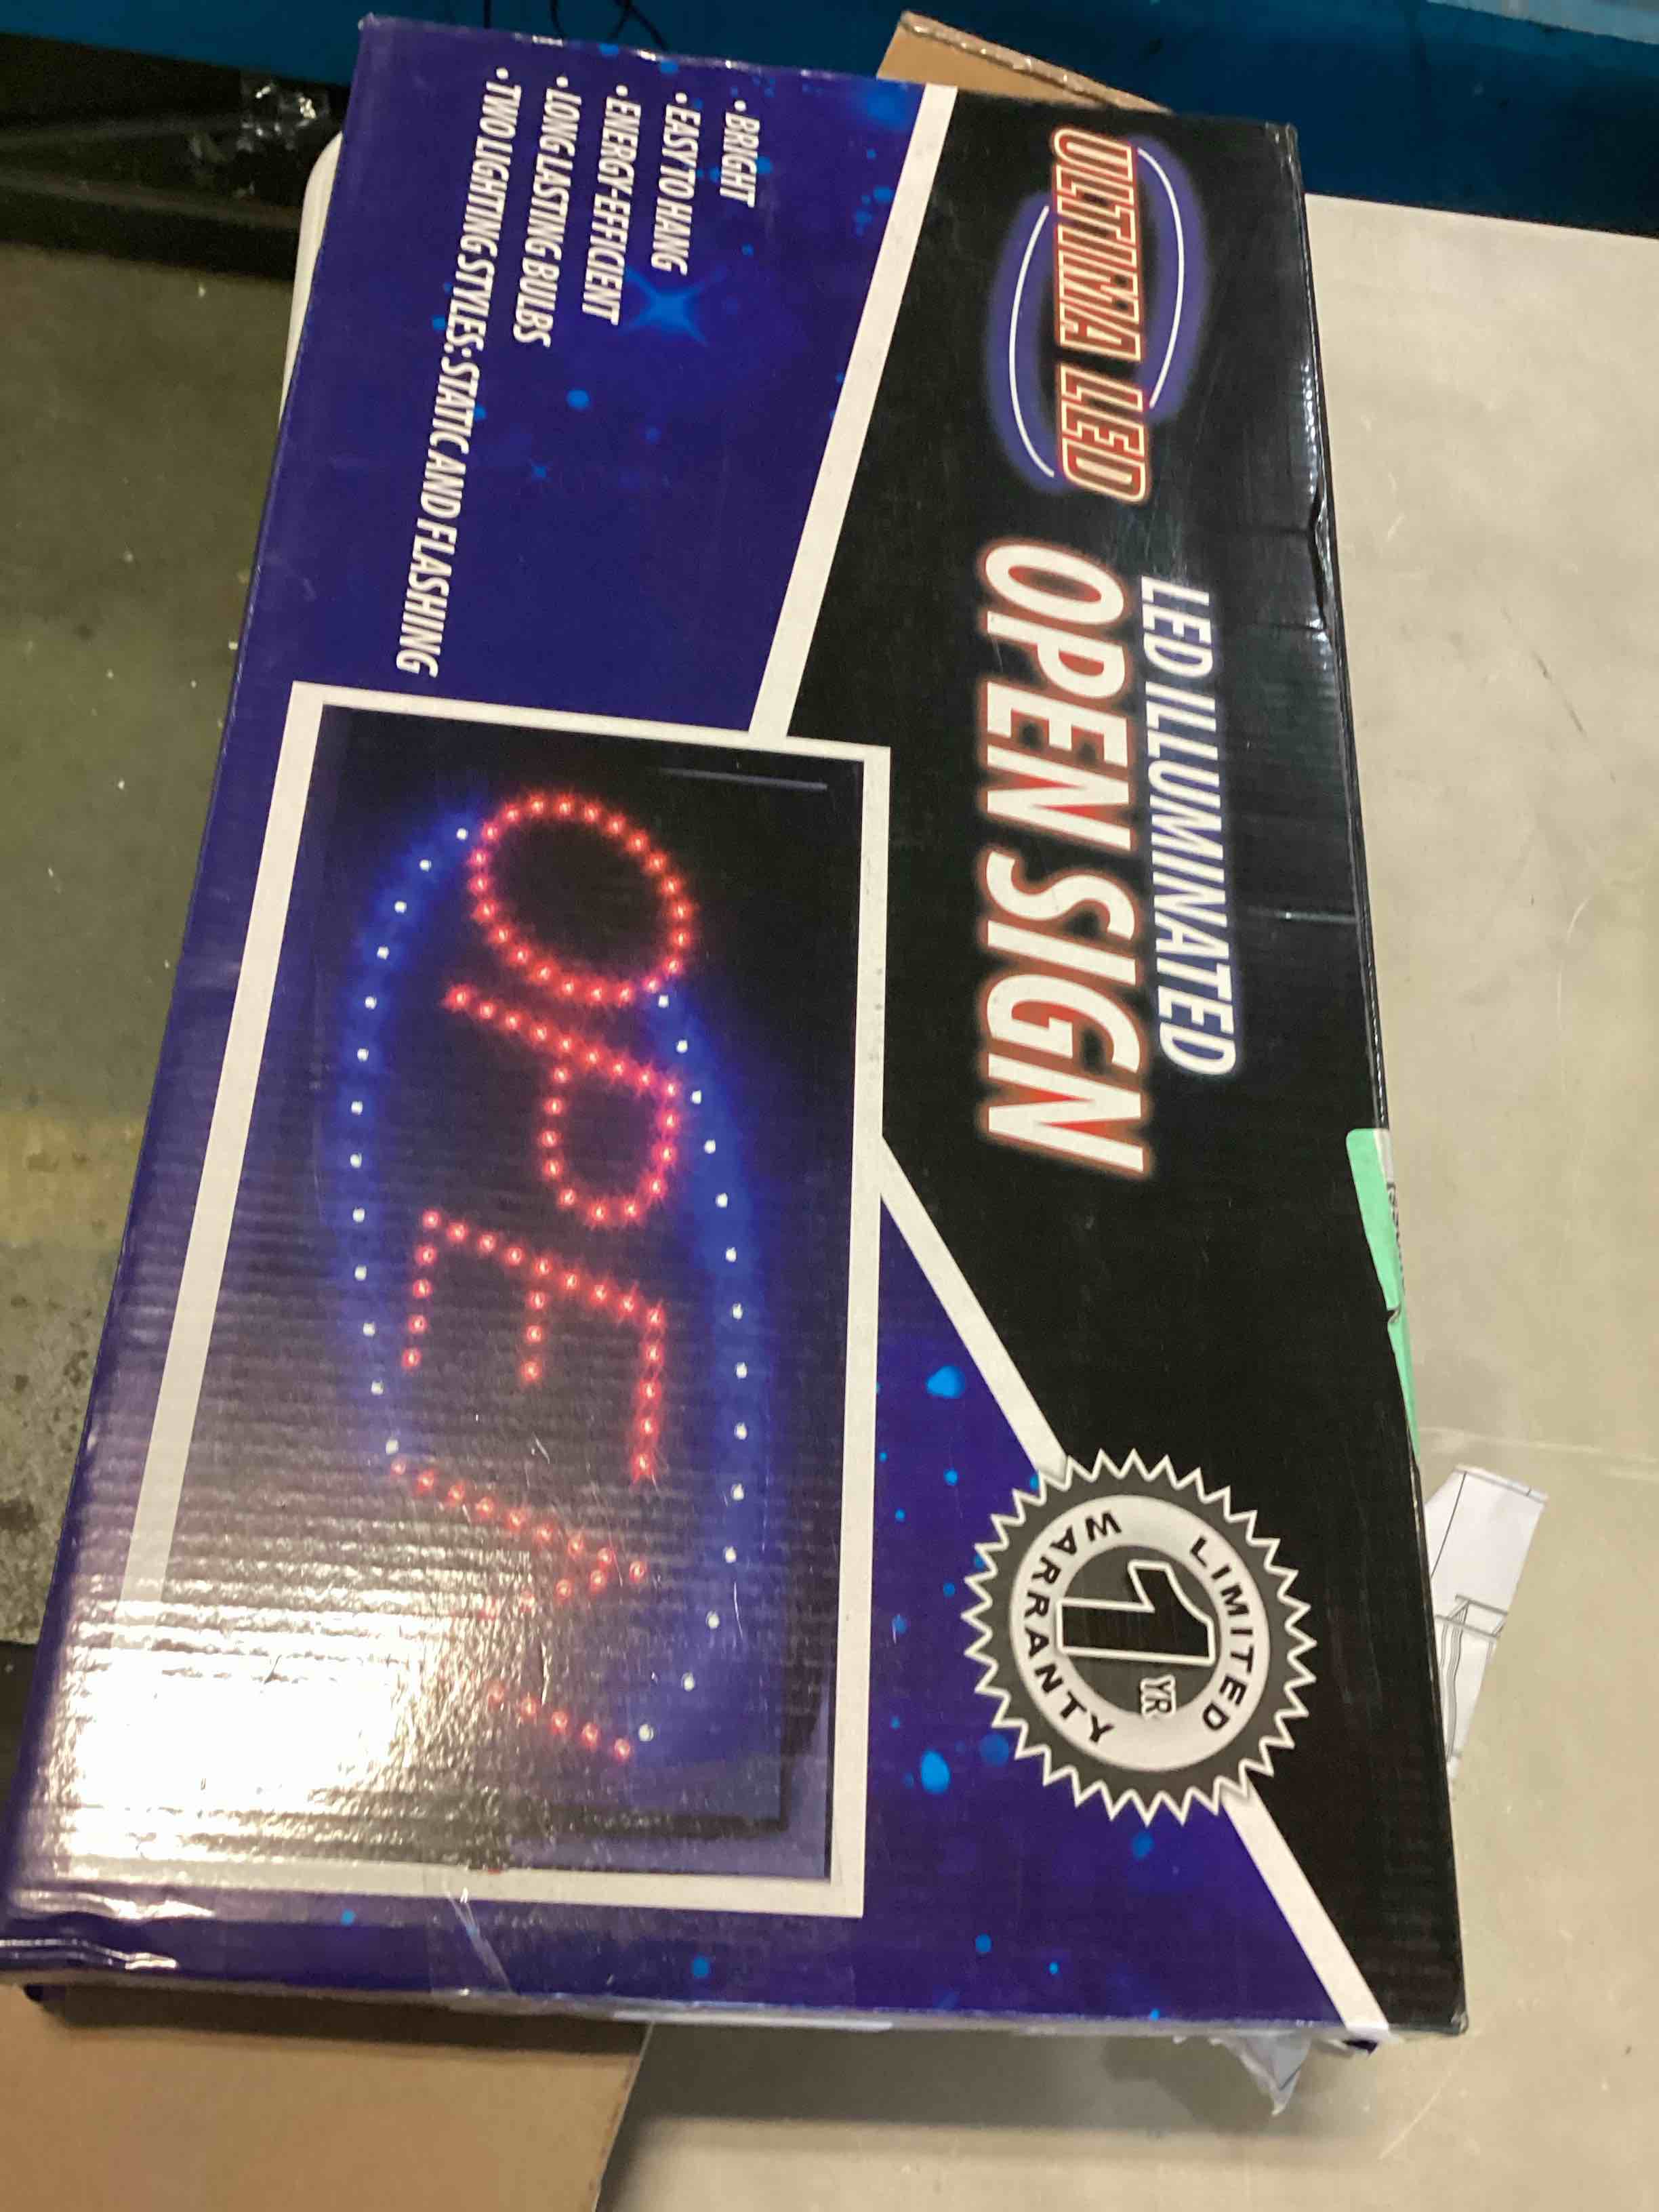 ULTIMA LED
LED ILLUMINATED
OPEN SIGN
• BRIGHT
• EASY TO HANG
• ENERGY-EFFICIENT
• LONG LASTING BULBS
• TWO LIGHTING STYLES: STATIC AND FLASHING
OPEN
LIMITED
1 YR
WARRANTY